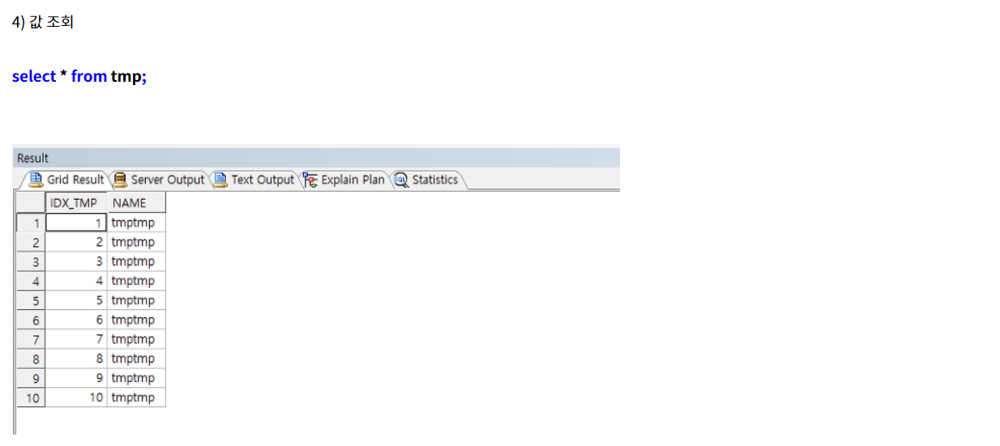 4) 값 조회
select * from tmp;
Result
Grid Result Server Output Text Output Explain Plan Statistics
IDX_TMP NAME
1 1 tmptmp
2 2 tmptmp
3 3 tmptmp
4 4 tmptmp
5 5 tmptmp
6 6 tmptmp
7 7 tmptmp
8 8 tmptmp
9 9 tmptmp
10 10 tmptmp